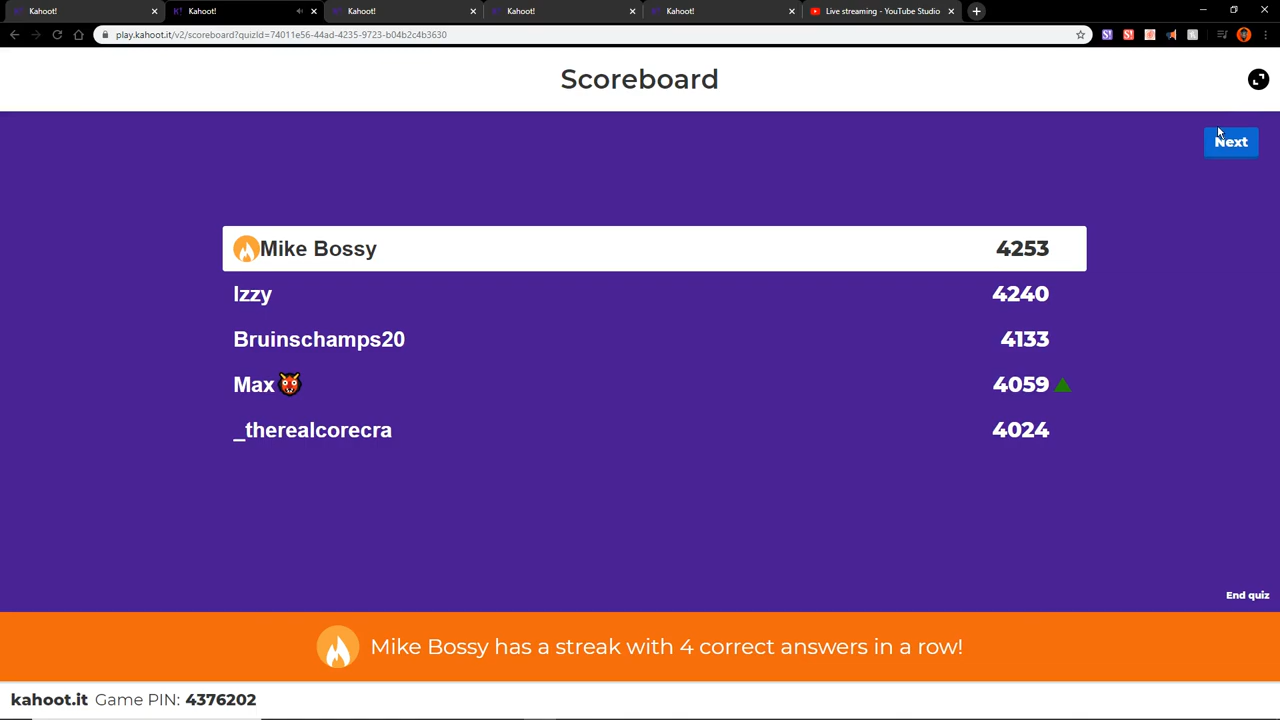 Kahoot!
Kahoot!
Kahoot!
Kahoot!
Kahoot!
Live streaming - YouTube Studio
play.kahoot.it/v2/scoreboard?quizId=74011e56-44ad-4235-9723-b04b2c4b3630
Scoreboard
Next
Mike Bossy 4253
Izzy 4240
Bruinschamps20 4133
Max👹 4059
_therealcorecra 4024
End quiz
Mike Bossy has a streak with 4 correct answers in a row!
kahoot.it Game PIN: 4376202